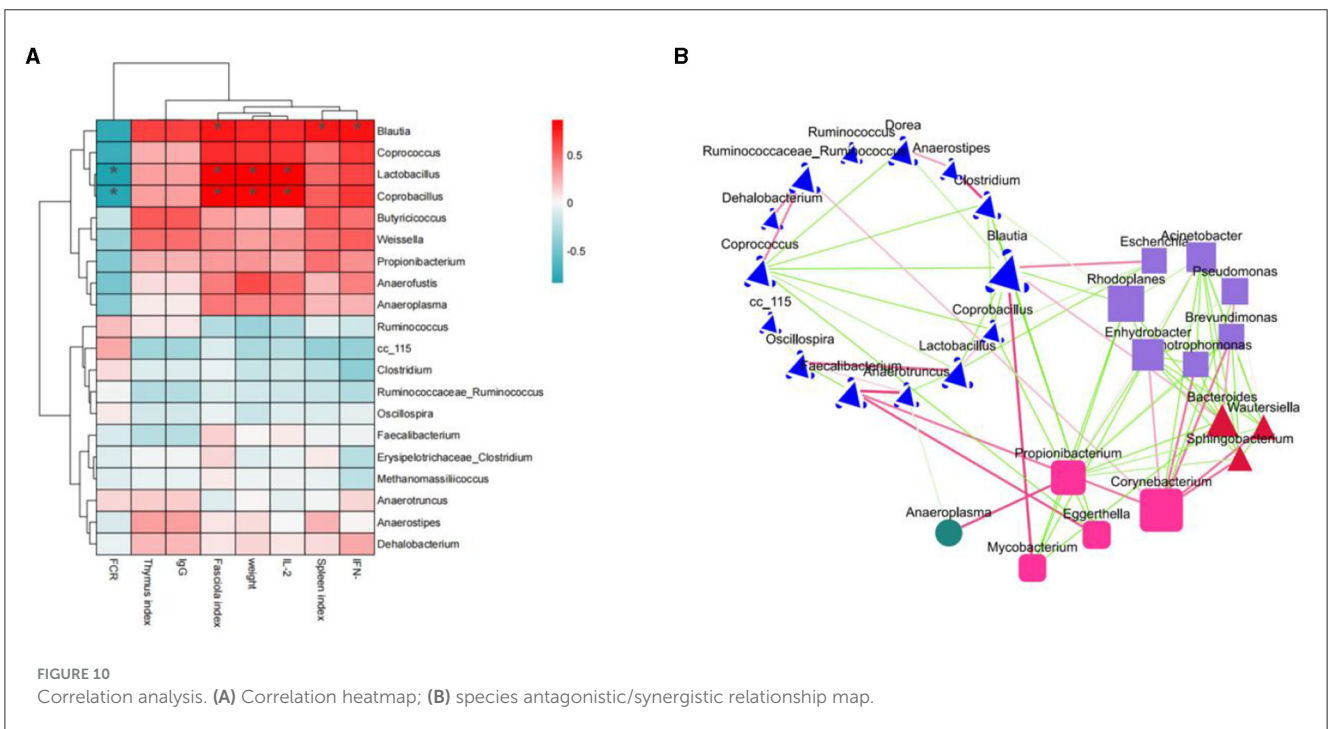 A
B
0.5
0
-0.5
Blautia
Coprococcus
Lactobacillus
Coprobacillus
Butyricicoccus
Weissella
Propionibacterium
Anaerofustis
Anaeroplasma
Ruminococcus
cc_115
Clostridium
Ruminococcaceae_Ruminococcus
Oscillospira
Faecalibacterium
Erysipelotrichaceae_Clostridium
Methanomassiliicoccus
Anaerotruncus
Anaerostipes
Dehalobacterium
FCR
Thymus index
IgG
Fasciola index
weight
IL-2
Spleen index
IFN-
Dorea
Ruminococcus
Anaerostipes
Ruminococcaceae_Ruminococcus
Clostridium
Dehalobacterium
Coprococcus
Blautia
cc_115
Coprobacillus
Oscillospira
Lactobacillus
Faecalibacterium
Anaerotruncus
Acinetobacter
Escherichia
Pseudomonas
Rhodoplanes
Brevundimonas
Enhydrobacter
notrophomonas
Bacteroides
Wautersiella
Sphingobacterium
Propionibacterium
Corynebacterium
Anaeroplasma
Eggerthella
Mycobacterium
FIGURE 10
Correlation analysis. (A) Correlation heatmap; (B) species antagonistic/synergistic relationship map.